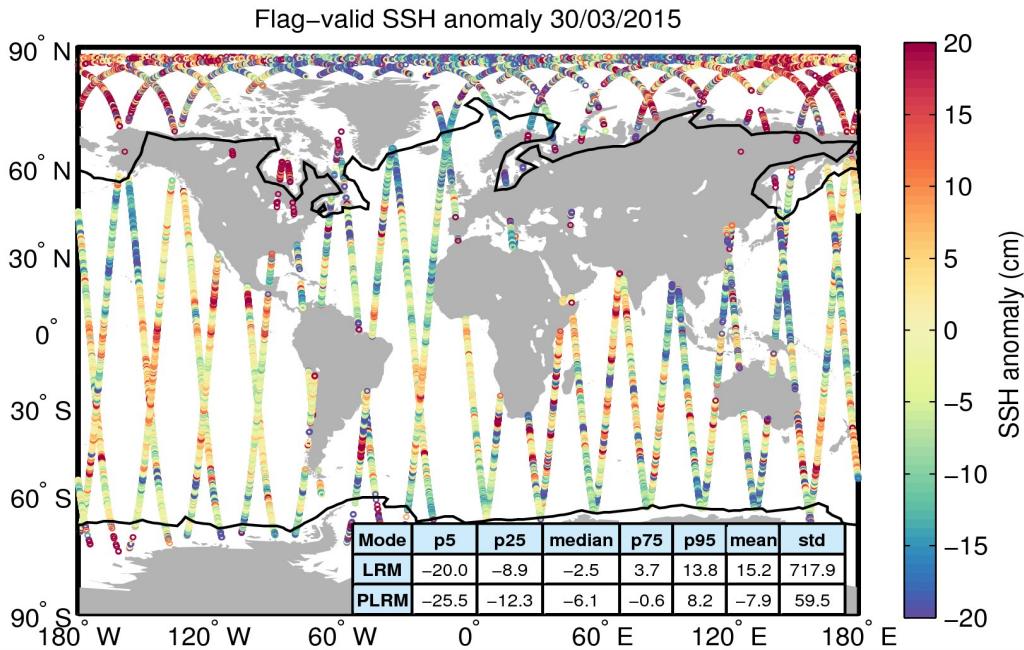 Flag−valid SSH anomaly 30/03/2015
90° N
60° N
30° N
0°
30° S
60° S
90° S
180° W 120° W 60° W 0° 60° E 120° E 180° E
Mode p5 p25 median p75 p95 mean std
LRM −20.0 −8.9 −2.5 3.7 13.8 15.2 717.9
PLRM −25.5 −12.3 −6.1 −0.6 8.2 −7.9 59.5
20
15
10
5
0
−5
−10
−15
−20
SSH anomaly (cm)